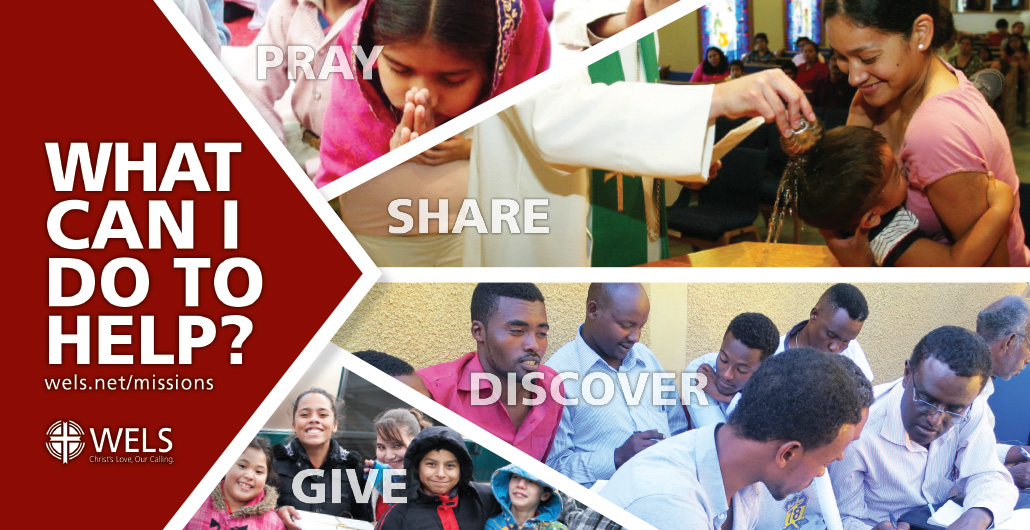 WHAT
CAN I
DO TO
HELP?
wels.net/missions
WELS
Christ's Love, Our Calling.
PRAY
SHARE
DISCOVER
GIVE